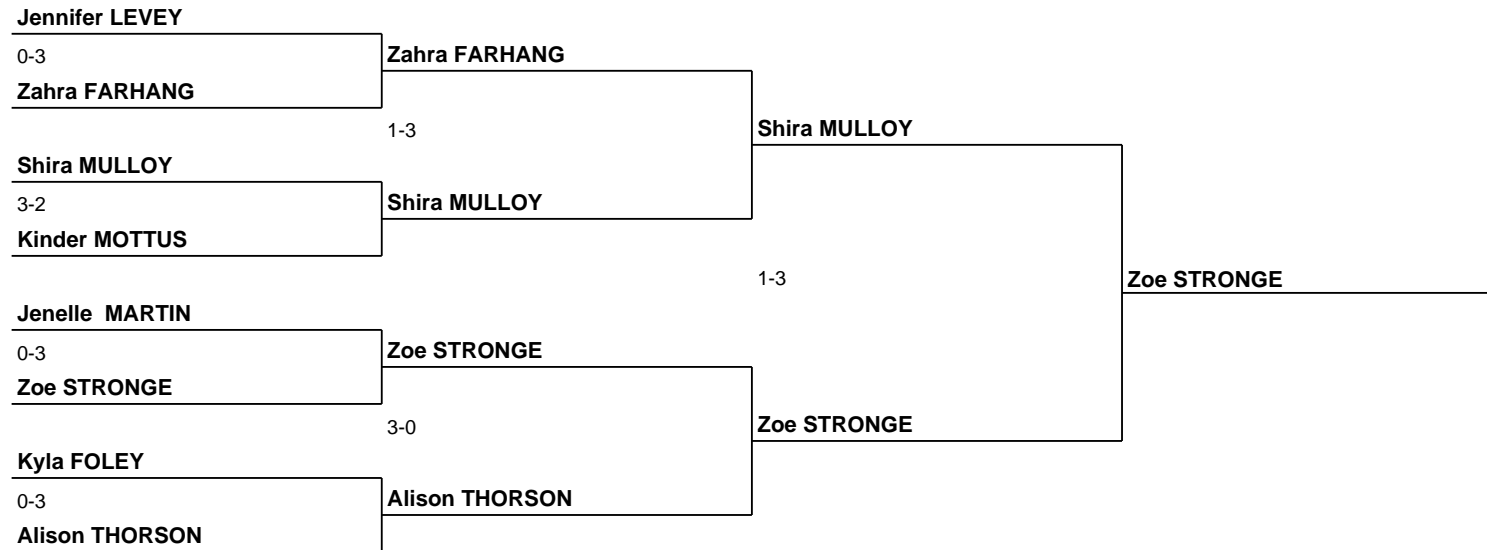 Jennifer LEVEY
0-3
Zahra FARHANG
Zahra FARHANG
1-3
Shira MULLOY
Shira MULLOY
3-2
Shira MULLOY
Kinder MOTTUS
1-3
Zoe STRONGE
Jenelle  MARTIN
0-3
Zoe STRONGE
Zoe STRONGE
3-0
Zoe STRONGE
Kyla FOLEY
0-3
Alison THORSON
Alison THORSON